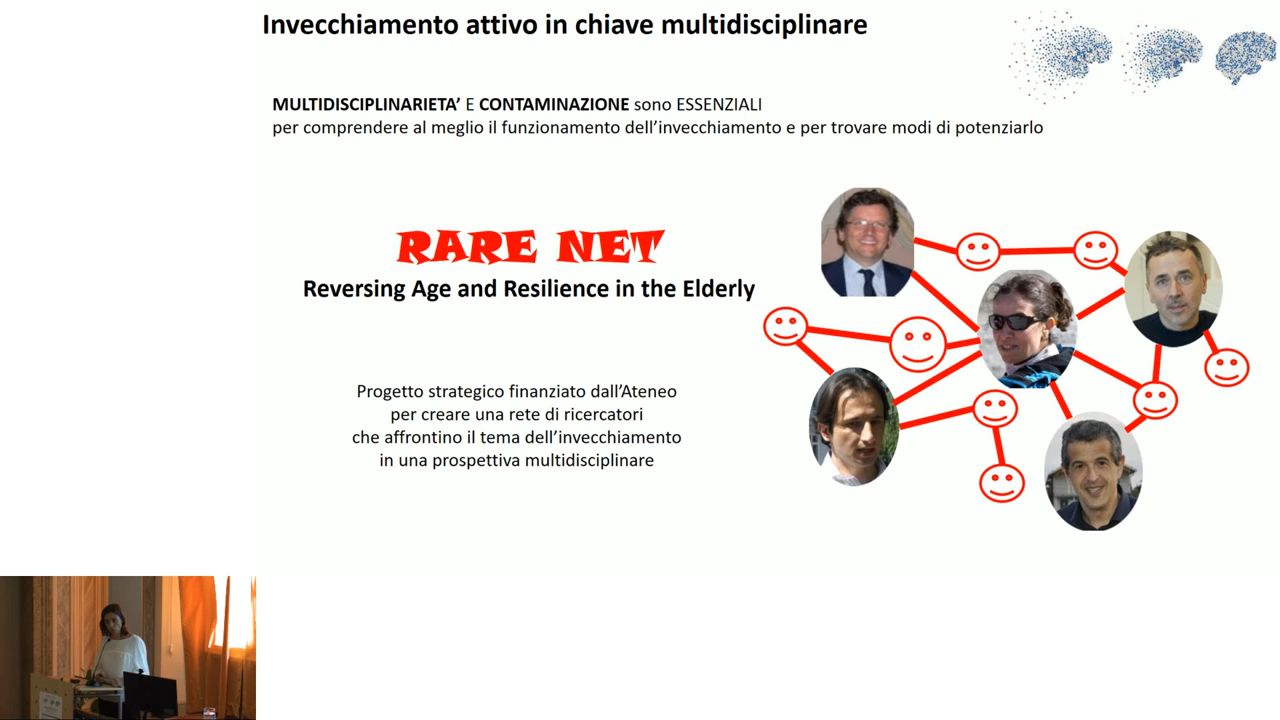 Invecchiamento attivo in chiave multidisciplinare
MULTIDISCIPLINARIETA’ E CONTAMINAZIONE sono ESSENZIALI
per comprendere al meglio il funzionamento dell’invecchiamento e per trovare modi di potenziarlo
RARE NET
Reversing Age and Resilience in the Elderly
Progetto strategico finanziato dall’Ateneo
per creare una rete di ricercatori
che affrontino il tema dell’invecchiamento
in una prospettiva multidisciplinare